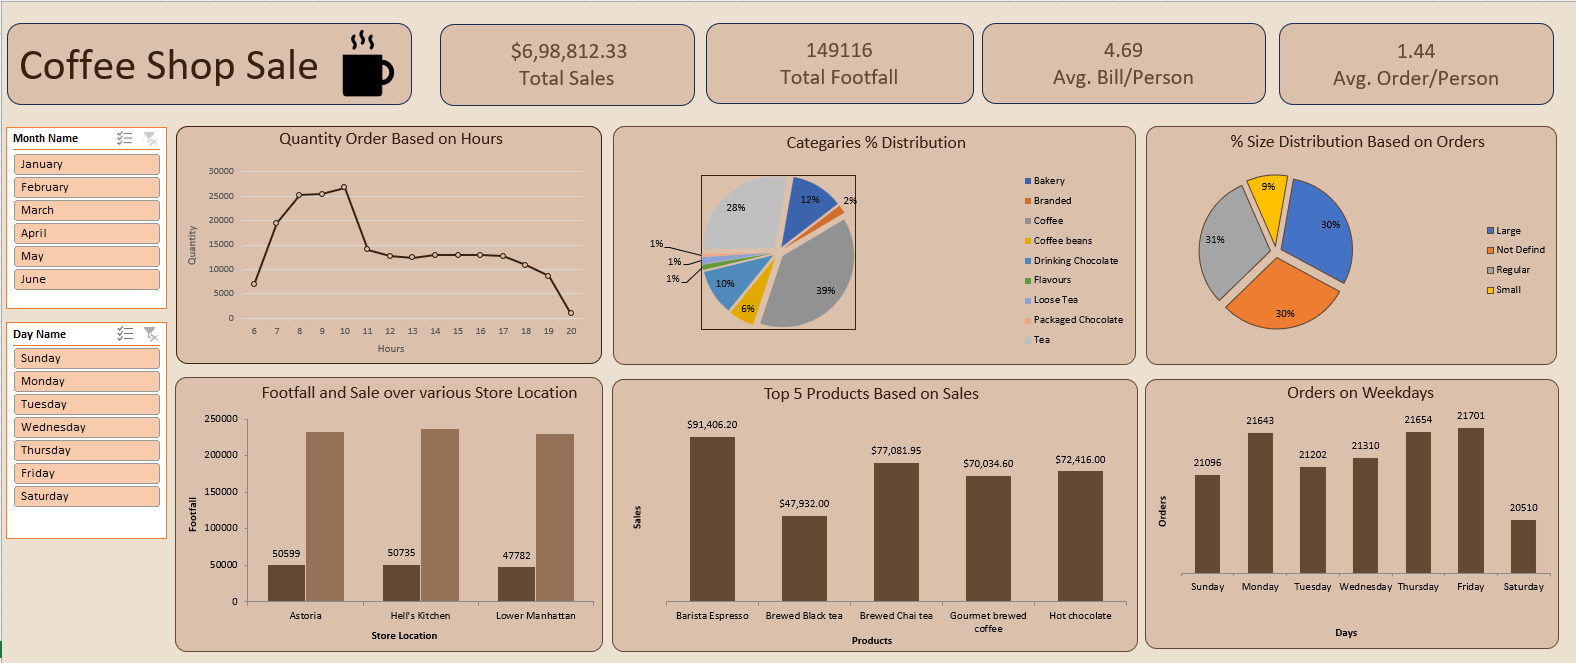 Coffee Shop Sale
$6,98,812.33
Total Sales
149116
Total Footfall
4.69
Avg. Bill/Person
1.44
Avg. Order/Person
Month Name
January
February
March
April
May
June
Day Name
Sunday
Monday
Tuesday
Wednesday
Thursday
Friday
Saturday
Quantity Order Based on Hours
Quantity
30000
25000
20000
15000
10000
5000
0
6 7 8 9 10 11 12 13 14 15 16 17 18 19 20
Hours
Categaries % Distribution
12%
2%
39%
6%
10%
1%
1%
1%
28%
Bakery
Branded
Coffee
Coffee beans
Drinking Chocolate
Flavours
Loose Tea
Packaged Chocolate
Tea
% Size Distribution Based on Orders
30%
30%
31%
9%
Large
Not Defind
Regular
Small
Footfall and Sale over various Store Location
Footfall
250000
200000
150000
100000
50000
0
50599 50735 47782
Astoria Hell's Kitchen Lower Manhattan
Store Location
Top 5 Products Based on Sales
Sales
$91,406.20
$47,932.00
$77,081.95
$70,034.60
$72,416.00
Barista Espresso
Brewed Black tea
Brewed Chai tea
Gourmet brewed
coffee
Hot chocolate
Products
Orders on Weekdays
Orders
21096
21643
21202
21310
21654
21701
20510
Sunday Monday Tuesday Wednesday Thursday Friday Saturday
Days